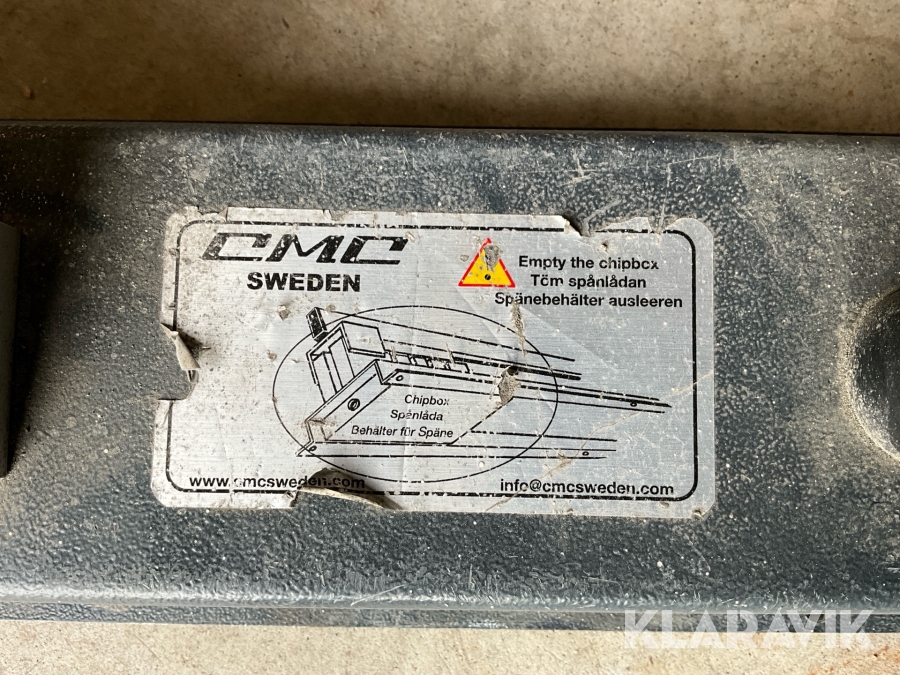 CMC
SWEDEN
Empty the chipbox
Töm spånlådan
Spänebehälter ausleeren
Chipbox
Spånlåda
Behälter für Späne
www.cmcsweden.com
info@cmcsweden.com
KLARAVIK